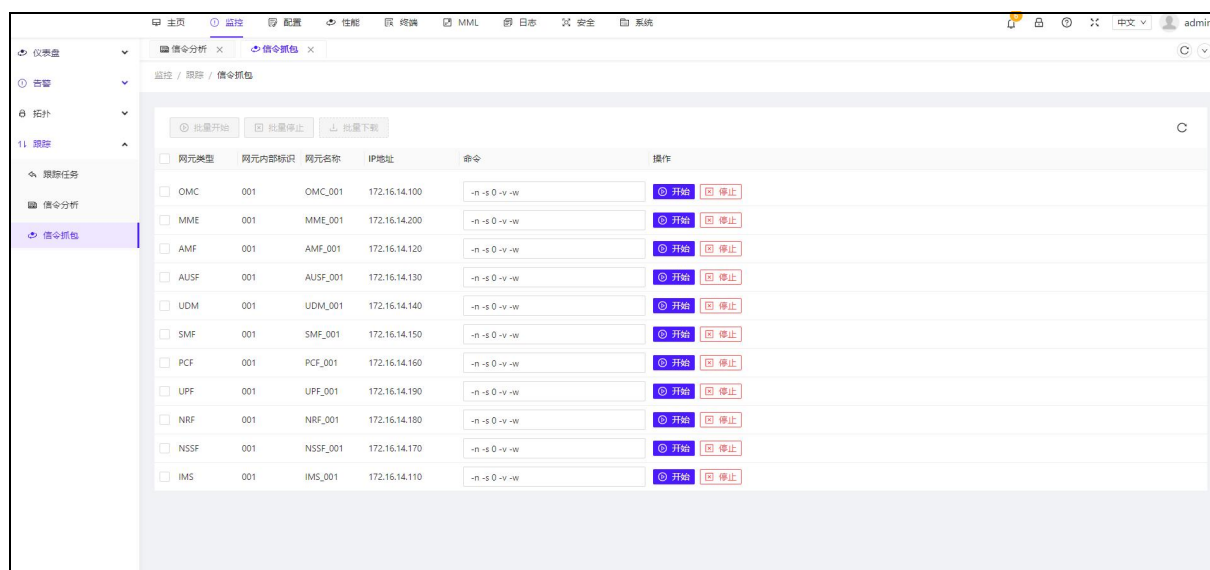 主页 监控 配置 性能 终端 MML 日志 安全 系统 中文 admin
仪表盘
告警
拓扑
跟踪
跟踪任务
信令分析
信令抓包
信令分析 × 信令抓包 ×
监控 / 跟踪 / 信令抓包
批量开始 批量停止 批量下载
网元类型 网元内部标识 网元名称 IP地址 命令 操作
OMC 001 OMC_001 172.16.14.100 -n -s 0 -v -w 开始 停止
MME 001 MME_001 172.16.14.200 -n -s 0 -v -w 开始 停止
AMF 001 AMF_001 172.16.14.120 -n -s 0 -v -w 开始 停止
AUSF 001 AUSF_001 172.16.14.130 -n -s 0 -v -w 开始 停止
UDM 001 UDM_001 172.16.14.140 -n -s 0 -v -w 开始 停止
SMF 001 SMF_001 172.16.14.150 -n -s 0 -v -w 开始 停止
PCF 001 PCF_001 172.16.14.160 -n -s 0 -v -w 开始 停止
UPF 001 UPF_001 172.16.14.190 -n -s 0 -v -w 开始 停止
NRF 001 NRF_001 172.16.14.180 -n -s 0 -v -w 开始 停止
NSSF 001 NSSF_001 172.16.14.170 -n -s 0 -v -w 开始 停止
IMS 001 IMS_001 172.16.14.110 -n -s 0 -v -w 开始 停止